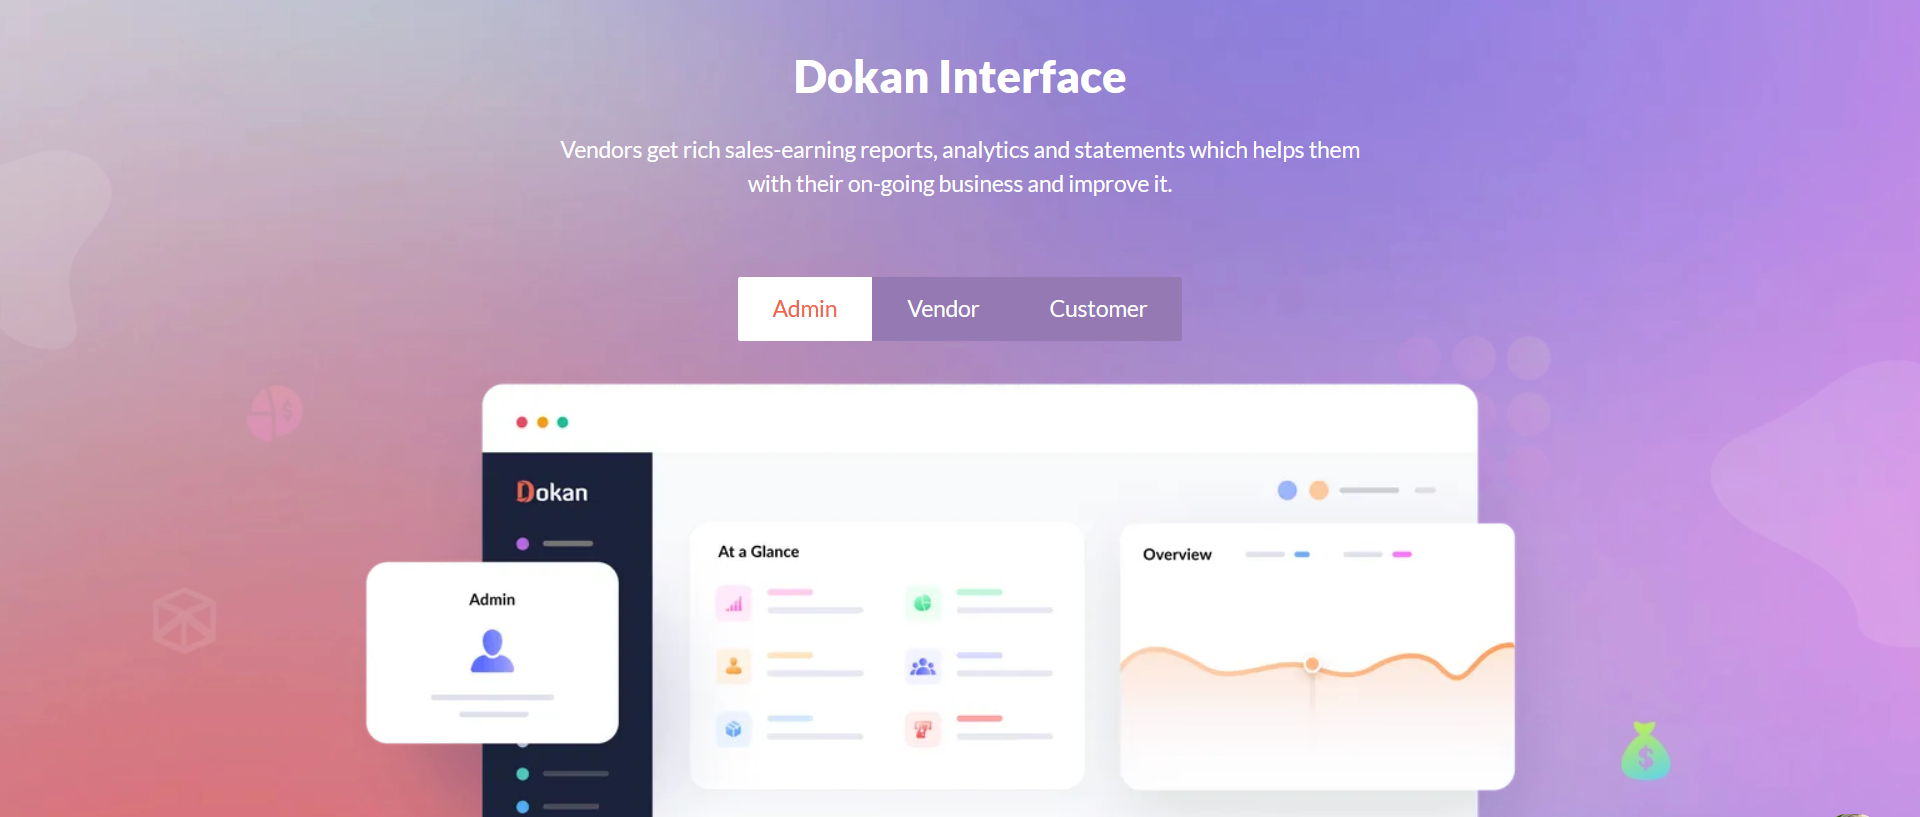 Dokan Interface
Vendors get rich sales-earning reports, analytics and statements which helps them
with their on-going business and improve it.
Admin Vendor Customer
Dokan
At a Glance
Overview
Admin